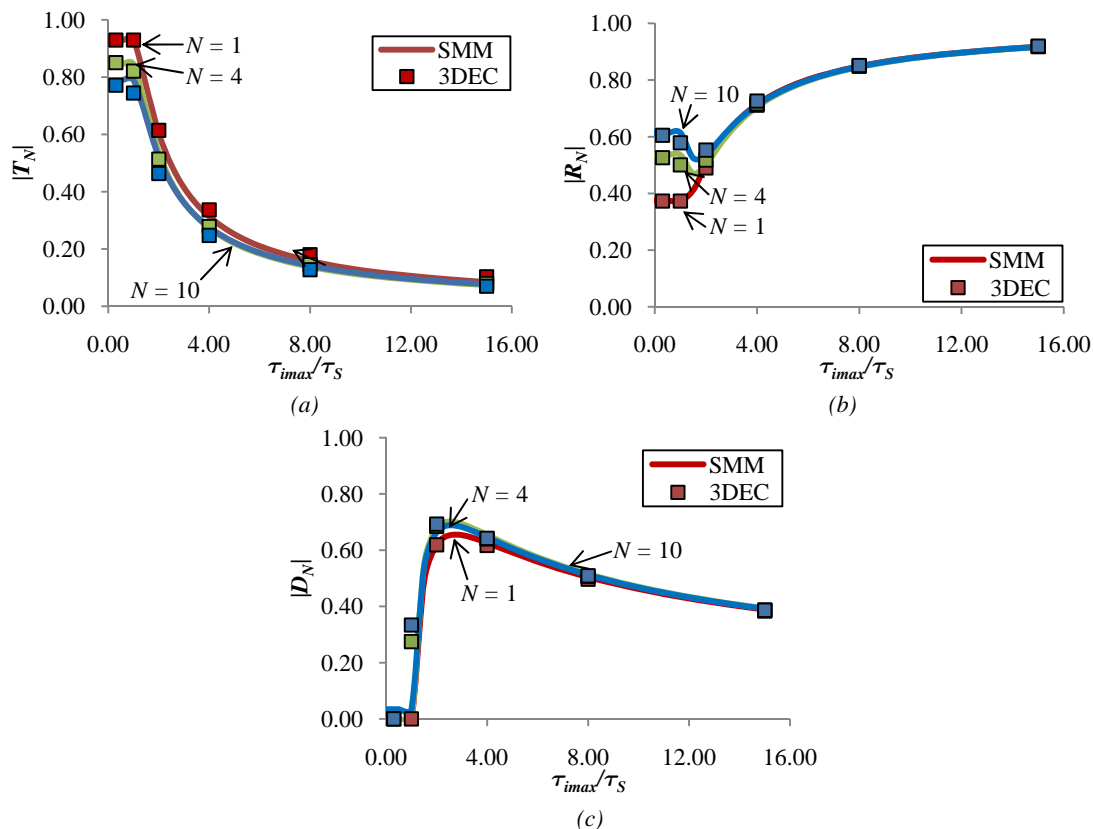 1.00
0.80
0.60
0.40
0.20
0.00
|T_N|
N = 1
N = 4
N = 10
SMM
3DEC
0.00 4.00 8.00 12.00 16.00
τ_imax/τ_S
(a)
1.00
0.80
0.60
0.40
0.20
0.00
|R_N|
N = 10
N = 4
N = 1
SMM
3DEC
0.00 4.00 8.00 12.00 16.00
τ_imax/τ_S
(b)
1.00
0.80
0.60
0.40
0.20
0.00
|D_N|
N = 4
N = 10
N = 1
SMM
3DEC
0.00 4.00 8.00 12.00 16.00
τ_imax/τ_S
(c)